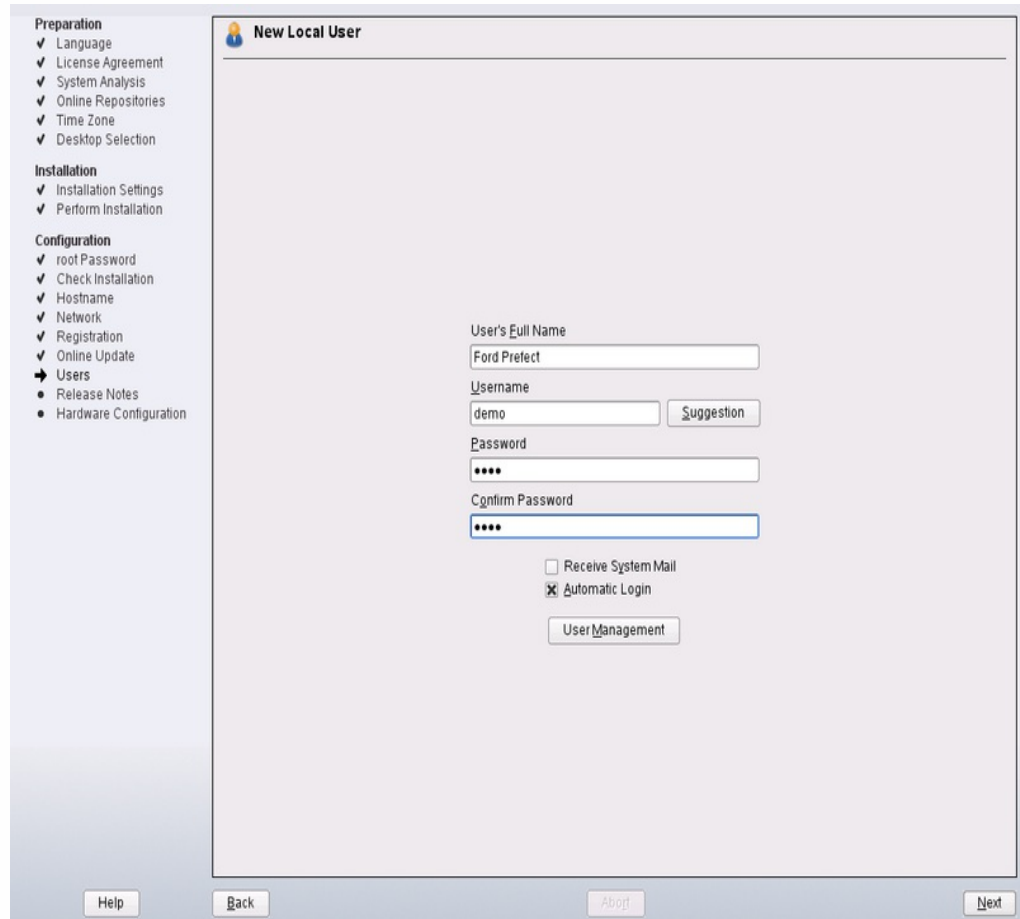 Preparation
Language
License Agreement
System Analysis
Online Repositories
Time Zone
Desktop Selection
Installation
Installation Settings
Perform Installation
Configuration
root Password
Check Installation
Hostname
Network
Registration
Online Update
Users
Release Notes
Hardware Configuration
New Local User
User's Full Name
Ford Prefect
Username
demo Suggestion
Password
••••
Confirm Password
••••
Receive System Mail
Automatic Login
User Management
Help Back Abort Next